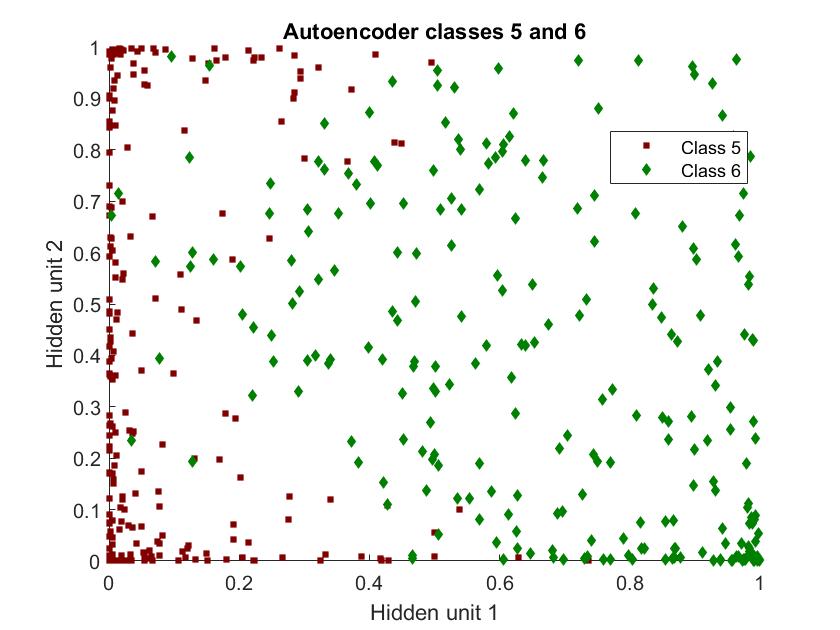 Autoencoder classes 5 and 6
1
0.9
0.8
0.7
0.6
0.5
0.4
0.3
0.2
0.1
0
Hidden unit 2
Class 5
Class 6
0 0.2 0.4 0.6 0.8 1
Hidden unit 1